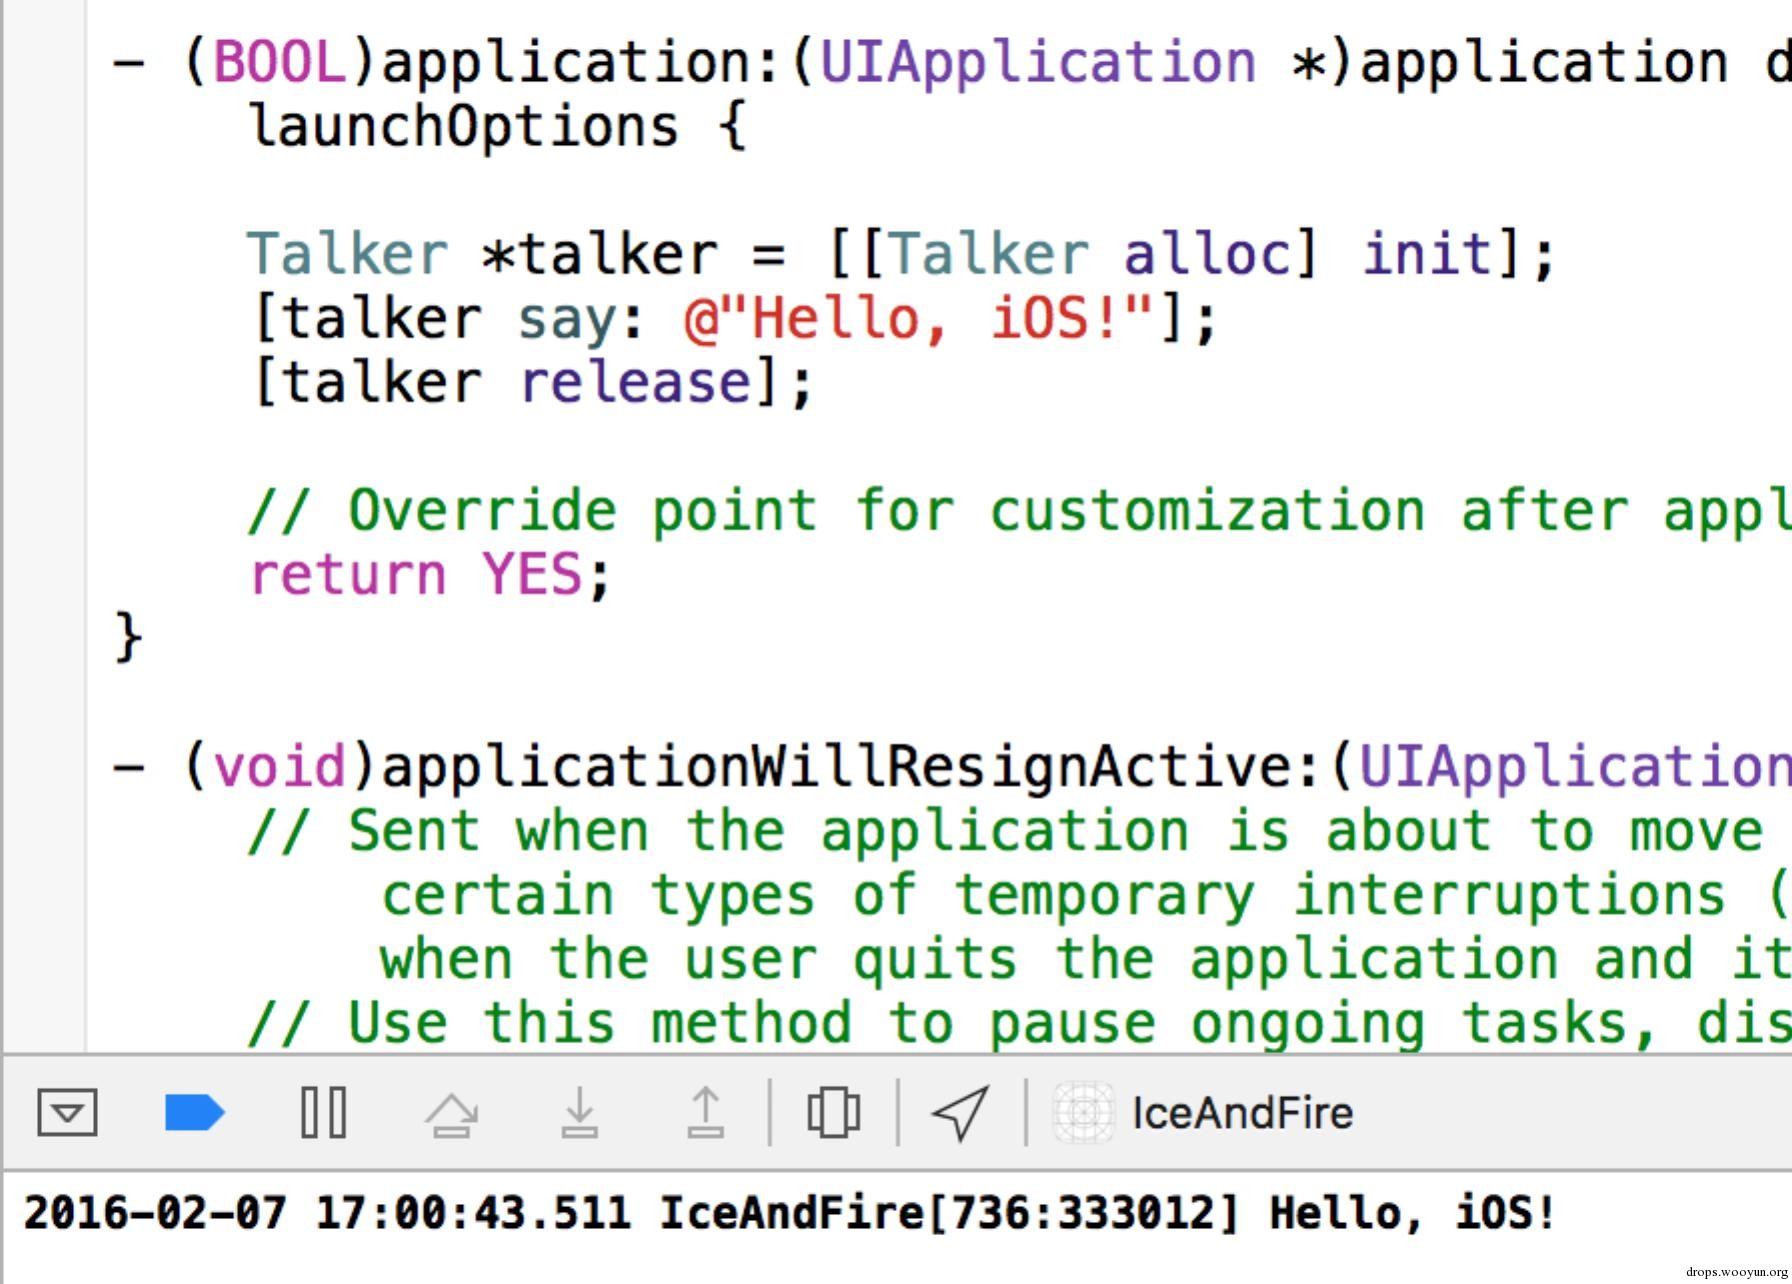 - (BOOL)application:(UIApplication *)application d
launchOptions {
Talker *talker = [[Talker alloc] init];
[talker say: @"Hello, iOS!"];
[talker release];
// Override point for customization after appl
return YES;
}
- (void)applicationWillResignActive:(UIApplication
// Sent when the application is about to move
certain types of temporary interruptions (
when the user quits the application and it
// Use this method to pause ongoing tasks, dis
IceAndFire
2016-02-07 17:00:43.511 IceAndFire[736:333012] Hello, iOS!
drops.wooyun.org